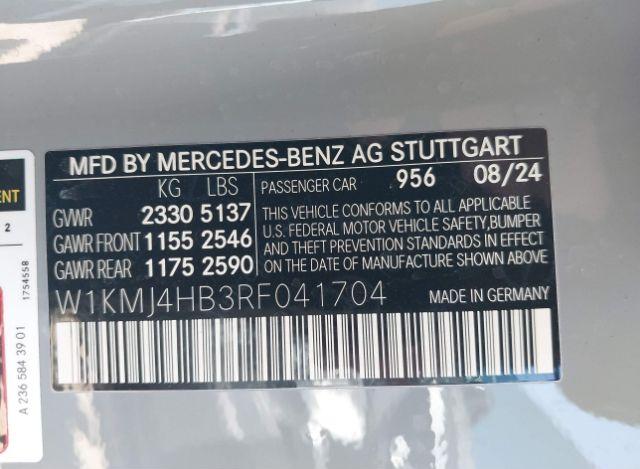 MFD BY MERCEDES-BENZ AG STUTTGART
KG LBS
GVWR 2330 5137
GAWR FRONT 1155 2546
GAWR REAR 1175 2590
PASSENGER CAR 956 08/24
THIS VEHICLE CONFORMS TO ALL APPLICABLE
U.S. FEDERAL MOTOR VEHICLE SAFETY,BUMPER
AND THEFT PREVENTION STANDARDS IN EFFECT
ON THE DATE OF MANUFACTURE SHOWN ABOVE
W1KMJ4HB3RF041704
MADE IN GERMANY
2
1754558
A 236 584 39 01